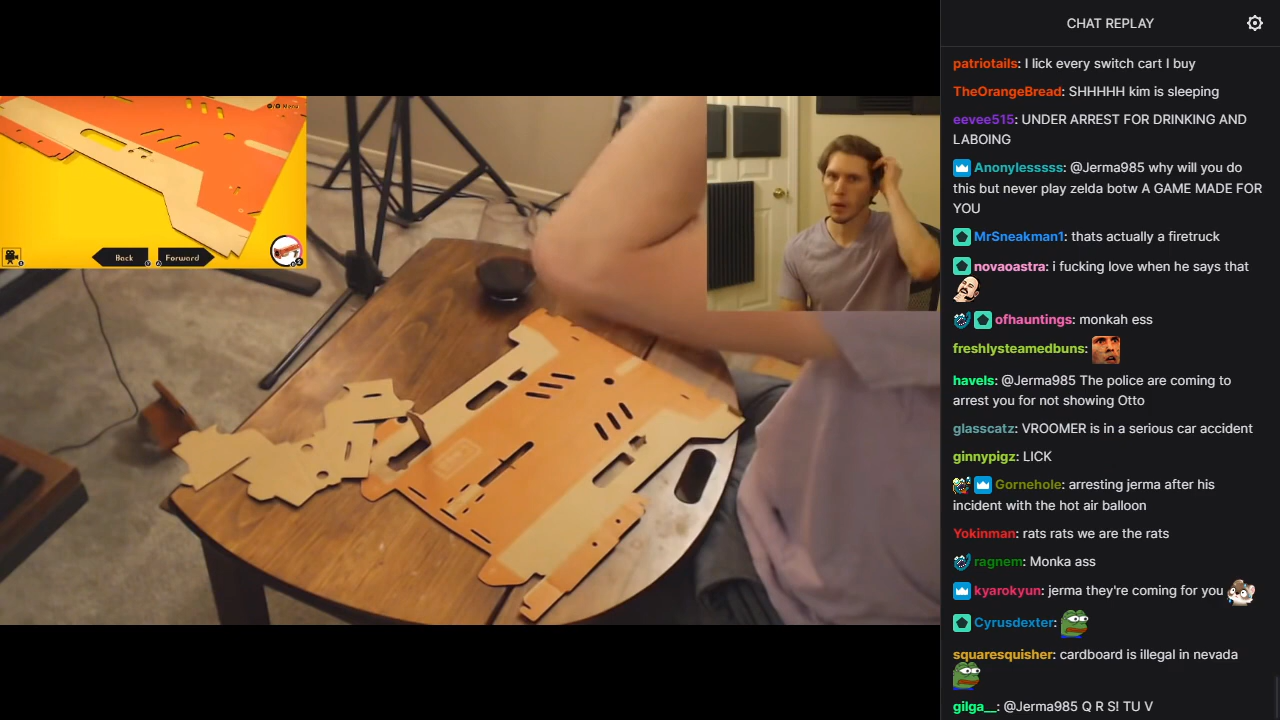 Menu
Back
Forward
CHAT REPLAY
patriotails: I lick every switch cart I buy
TheOrangeBread: SHHHHH kim is sleeping
eevee515: UNDER ARREST FOR DRINKING AND
LABOING
Anonylesssss: @Jerma985 why will you do
this but never play zelda botw A GAME MADE FOR
YOU
MrSneakman1: thats actually a firetruck
novaoastra: i fucking love when he says that
ofhauntings: monkah ess
freshlysteamedbuns:
havels: @Jerma985 The police are coming to
arrest you for not showing Otto
glasscatz: VROOMER is in a serious car accident
ginnypigz: LICK
Gornehole: arresting jerma after his
incident with the hot air balloon
Yokinman: rats rats we are the rats
ragnem: Monka ass
kyarokyun: jerma they're coming for you
Cyrusdexter:
squaresquisher: cardboard is illegal in nevada
gilga__: @Jerma985 Q R S! TU V